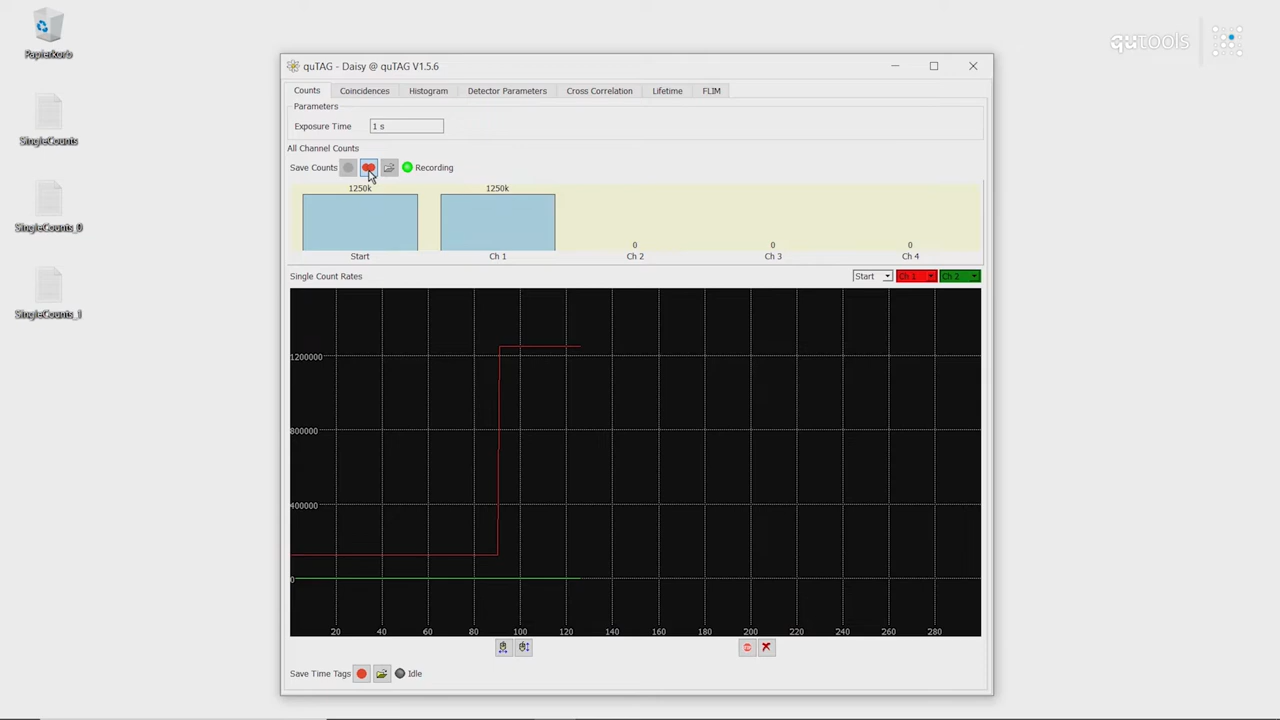 Papierkorb
SingleCounts
SingleCounts_0
SingleCounts_1
qutools
quTAG - Daisy @ quTAG V1.5.6
Counts Coincidences Histogram Detector Parameters Cross Correlation Lifetime FLIM
Parameters
Exposure Time 1 s
All Channel Counts
Save Counts Recording
1250k 1250k 0 0 0
Start Ch 1 Ch 2 Ch 3 Ch 4
Single Count Rates Start Ch 1 Ch 2
1200000
800000
400000
0
20 40 60 80 100 120 140 160 180 200 220 240 260 280
Save Time Tags Idle